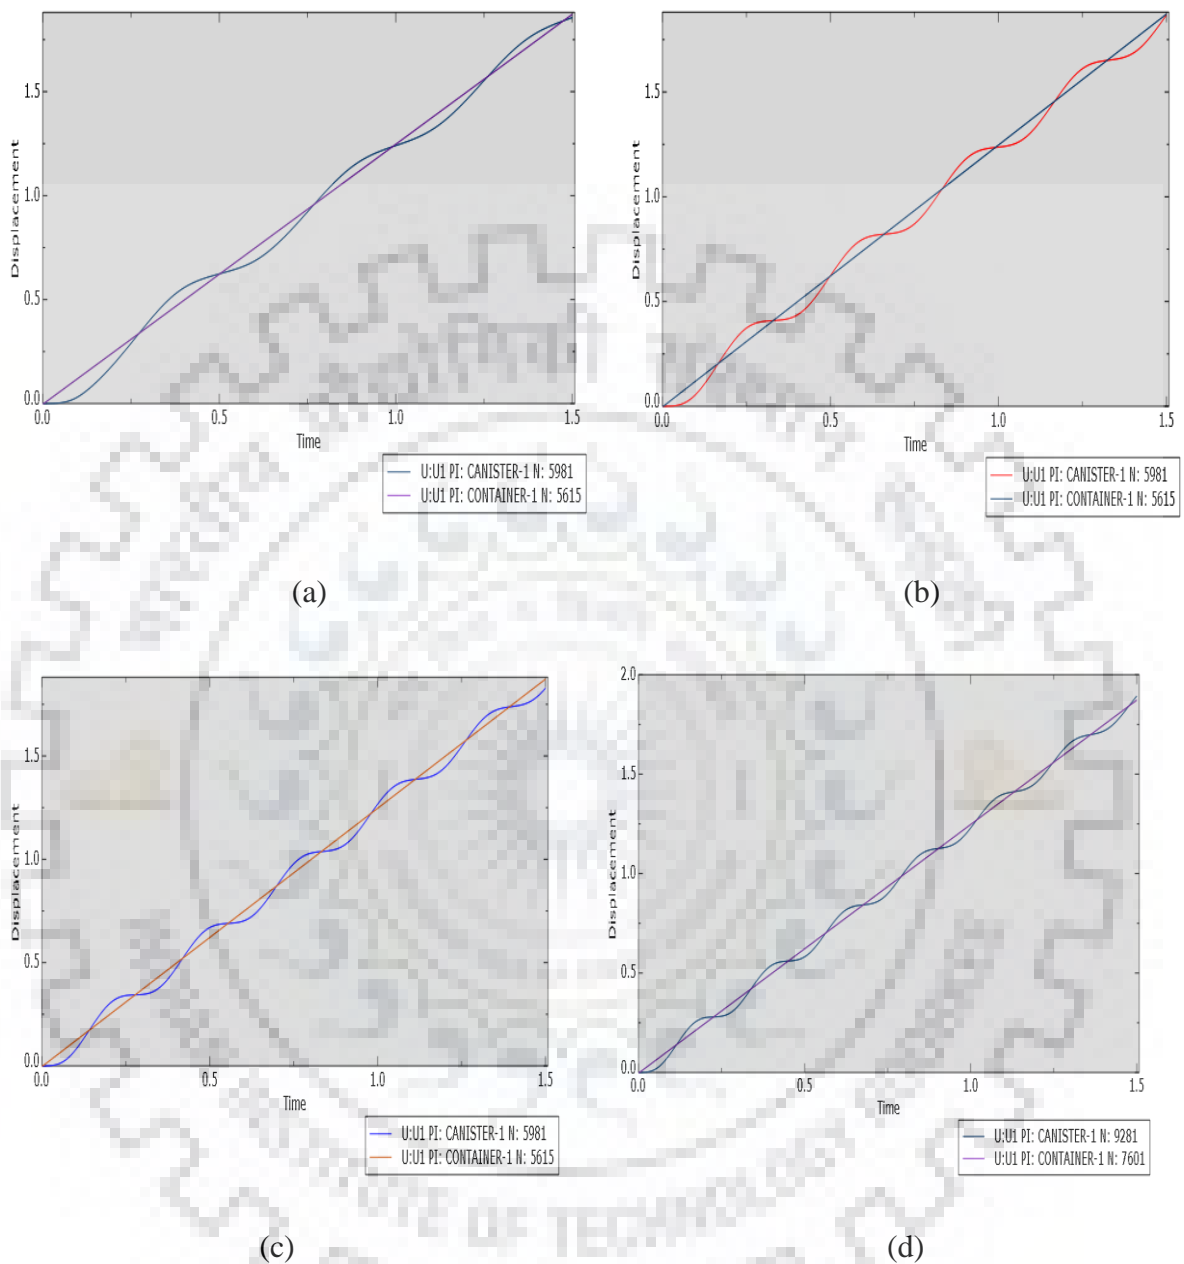 1.5
1.0
0.5
0.0
Displacement
0.0 0.5 1.0 1.5
Time
U:U1 PI: CANISTER-1 N: 5981
U:U1 PI: CONTAINER-1 N: 5615
(a)
1.5
1.0
0.5
0.0
Displacement
0.0 0.5 1.0 1.5
Time
U:U1 PI: CANISTER-1 N: 5981
U:U1 PI: CONTAINER-1 N: 5615
(b)
1.5
1.0
0.5
0.0
Displacement
0.0 0.5 1.0 1.5
Time
U:U1 PI: CANISTER-1 N: 5981
U:U1 PI: CONTAINER-1 N: 5615
(c)
2.0
1.5
1.0
0.5
0.0
Displacement
0.0 0.5 1.0 1.5
Time
U:U1 PI: CANISTER-1 N: 9281
U:U1 PI: CONTAINER-1 N: 7601
(d)
OF TECHNOLOGY